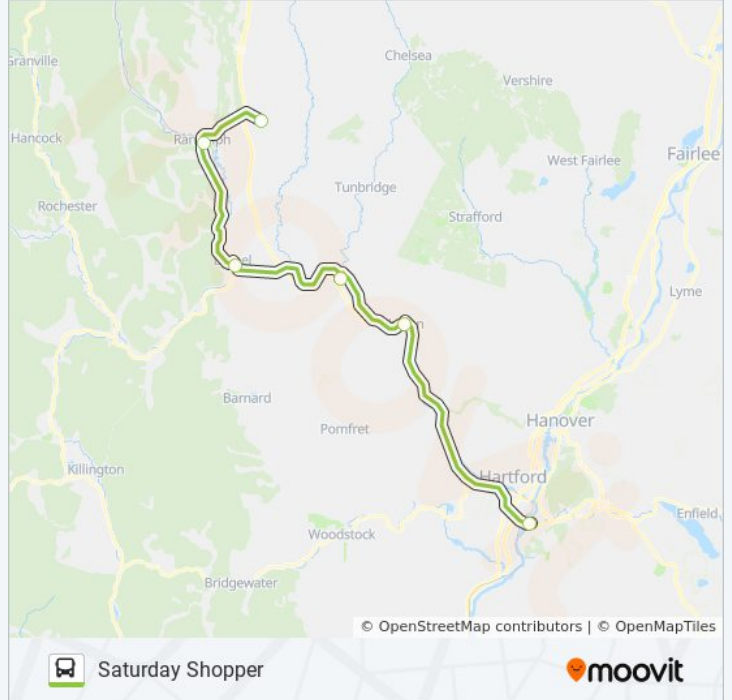 Granville
Chelsea
Vershire
Hancock
Fairlee
West Fairlee
Tunbridge
Rochester
Strafford
Lyme
Barnard
Hanover
Pomfret
Killington
Hartford
Enfield
Woodstock
Bridgewater
© OpenStreetMap contributors | © OpenMapTiles
Saturday Shopper
moovit